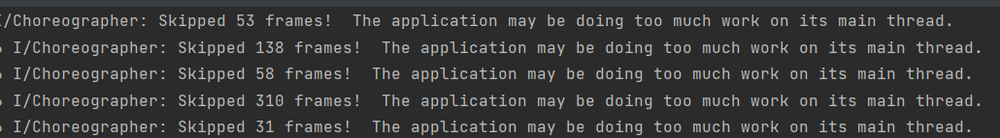 I/Choreographer: Skipped 53 frames!  The application may be doing too much work on its main thread.
I/Choreographer: Skipped 138 frames!  The application may be doing too much work on its main thread.
I/Choreographer: Skipped 58 frames!  The application may be doing too much work on its main thread.
I/Choreographer: Skipped 310 frames!  The application may be doing too much work on its main thread.
I/Choreographer: Skipped 31 frames!  The application may be doing too much work on its main thread.